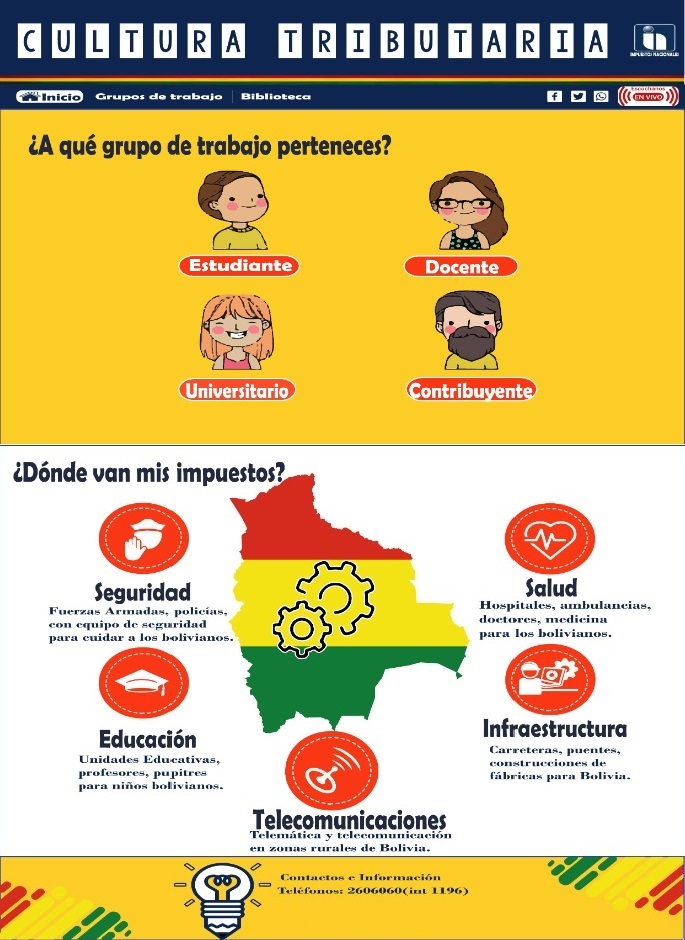 CULTURA TRIBUTARIA
IMPUESTOS NACIONALES
Inicio Grupos de trabajo Biblioteca
Escuchanos
EN VIVO
¿A qué grupo de trabajo perteneces?
Estudiante Docente
Universitario Contribuyente
¿Dónde van mis impuestos?
Seguridad
Fuerzas Armadas, policías,
con equipo de seguridad
para cuidar a los bolivianos.
Salud
Hospitales, ambulancias,
doctores, medicina
para los bolivianos.
Educación
Unidades Educativas,
profesores, pupitres
para niños bolivianos.
Infraestructura
Carreteras, puentes,
construcciones de
fábricas para Bolivia.
Telecomunicaciones
Telemática y telecomunicación
en zonas rurales de Bolivia.
Contactos e Información
Teléfonos: 2606060(int 1196)